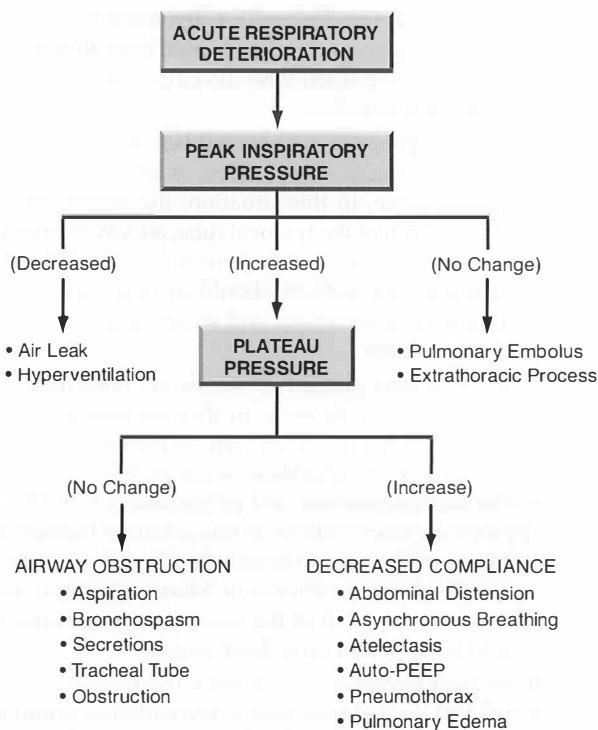 ACUTE RESPIRATORY
DETERIORATION
PEAK INSPIRATORY
PRESSURE
(Decreased)
(Increased)
(No Change)
• Air Leak
• Hyperventilation
PLATEAU
PRESSURE
• Pulmonary Embolus
• Extrathoracic Process
(No Change)
(Increase)
AIRWAY OBSTRUCTION
• Aspiration
• Bronchospasm
• Secretions
• Tracheal Tube
• Obstruction
DECREASED COMPLIANCE
• Abdominal Distension
• Asynchronous Breathing
• Atelectasis
• Auto-PEEP
• Pneumothorax
• Pulmonary Edema